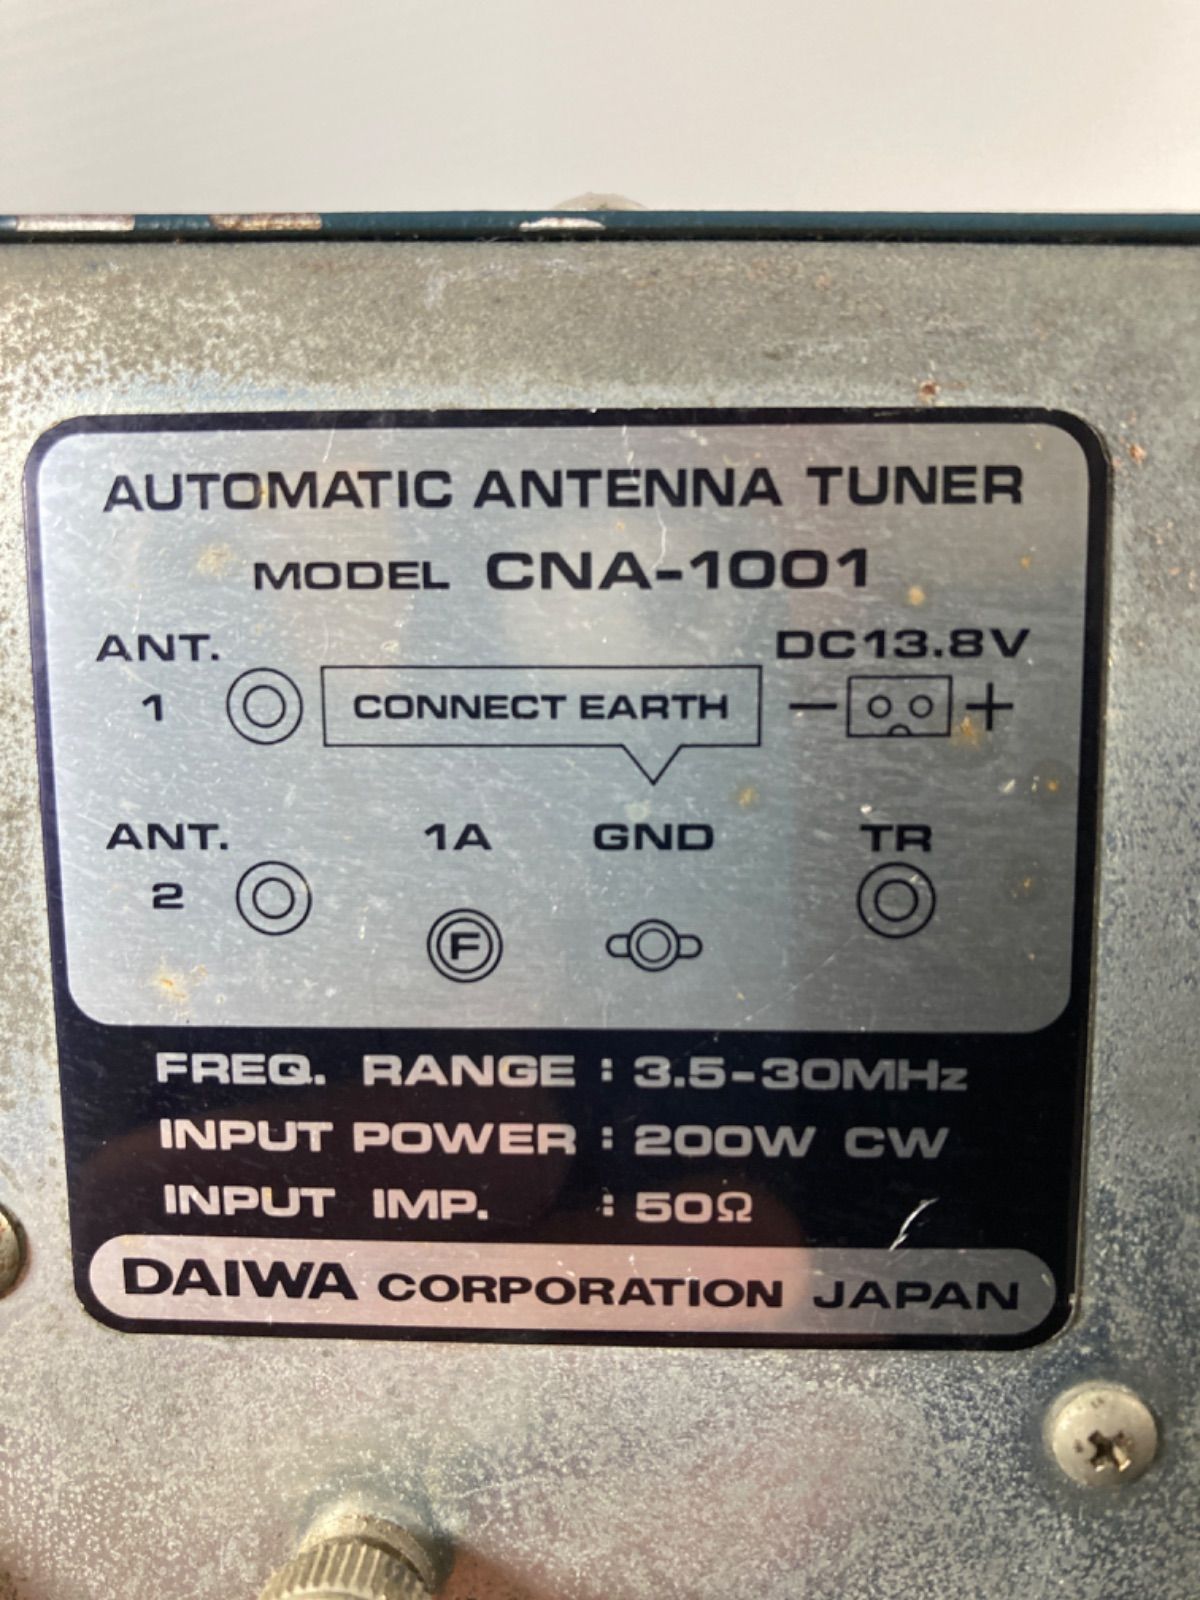 AUTOMATIC ANTENNA TUNER
MODEL CNA-1001
ANT.
1
CONNECT EARTH
DC13.8V
− +
ANT.
2
1A
F
GND
TR
FREQ. RANGE : 3.5-30MHz
INPUT POWER : 200W CW
INPUT IMP. : 50Ω
DAIWA CORPORATION JAPAN